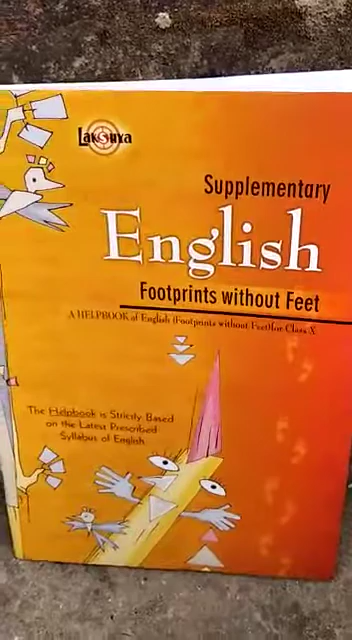 Lakshya
Supplementary
English
Footprints without Feet
A HELPBOOK of English (Footprints without Feet)for Class-X
The Helpbook is Strictly Based
on the Latest Prescribed
Syllabus of English.